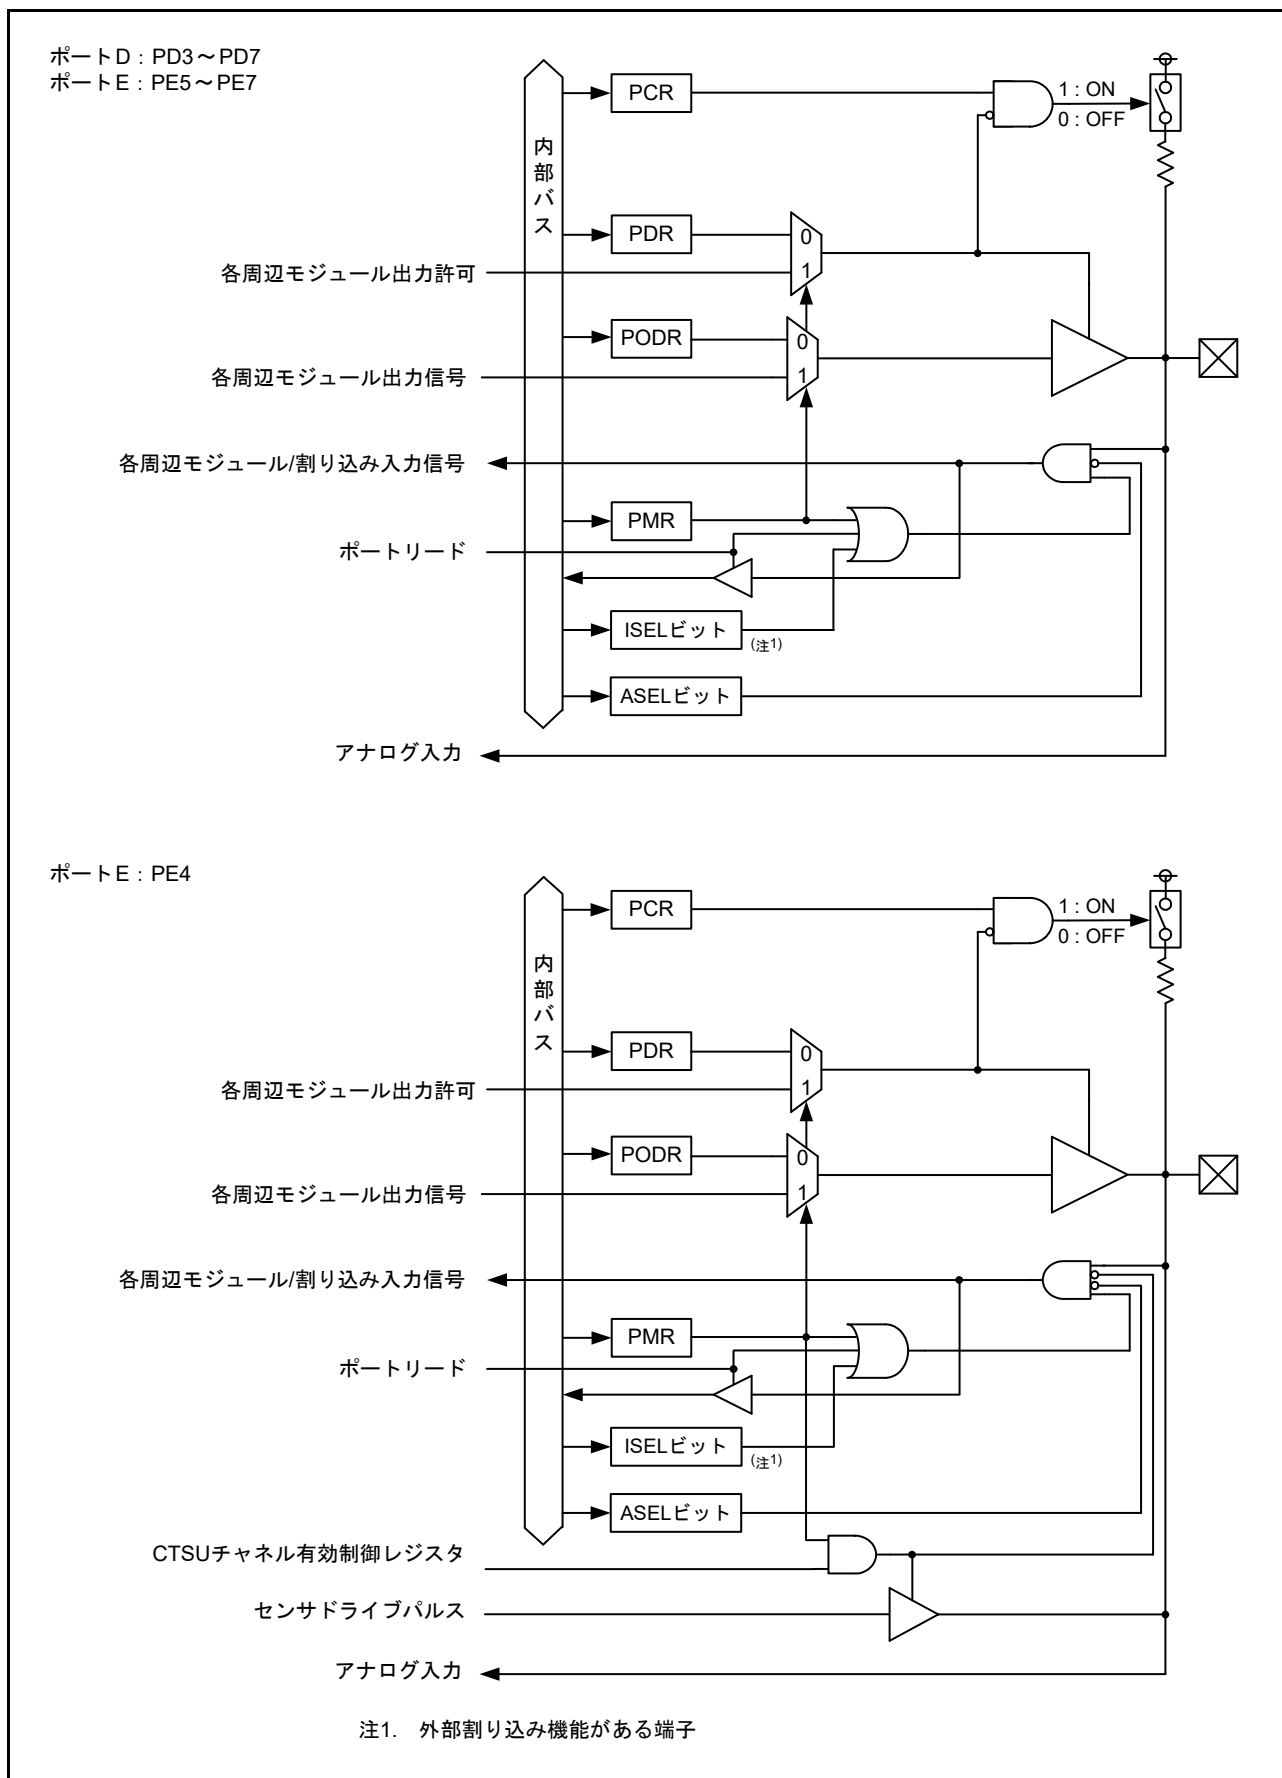 ポートD : PD3～PD7
ポートE : PE5～PE7
PCR
1 : ON
0 : OFF
内部バス
PDR
0
各周辺モジュール出力許可
1
PODR
0
各周辺モジュール出力信号
1
各周辺モジュール/割り込み入力信号
PMR
ポートリード
ISELビット
(注1)
ASELビット
アナログ入力
ポートE : PE4
PCR
1 : ON
0 : OFF
内部バス
PDR
0
各周辺モジュール出力許可
1
PODR
0
各周辺モジュール出力信号
1
各周辺モジュール/割り込み入力信号
PMR
ポートリード
ISELビット
(注1)
ASELビット
CTSUチャネル有効制御レジスタ
センサドライブパルス
アナログ入力
注1. 外部割り込み機能がある端子